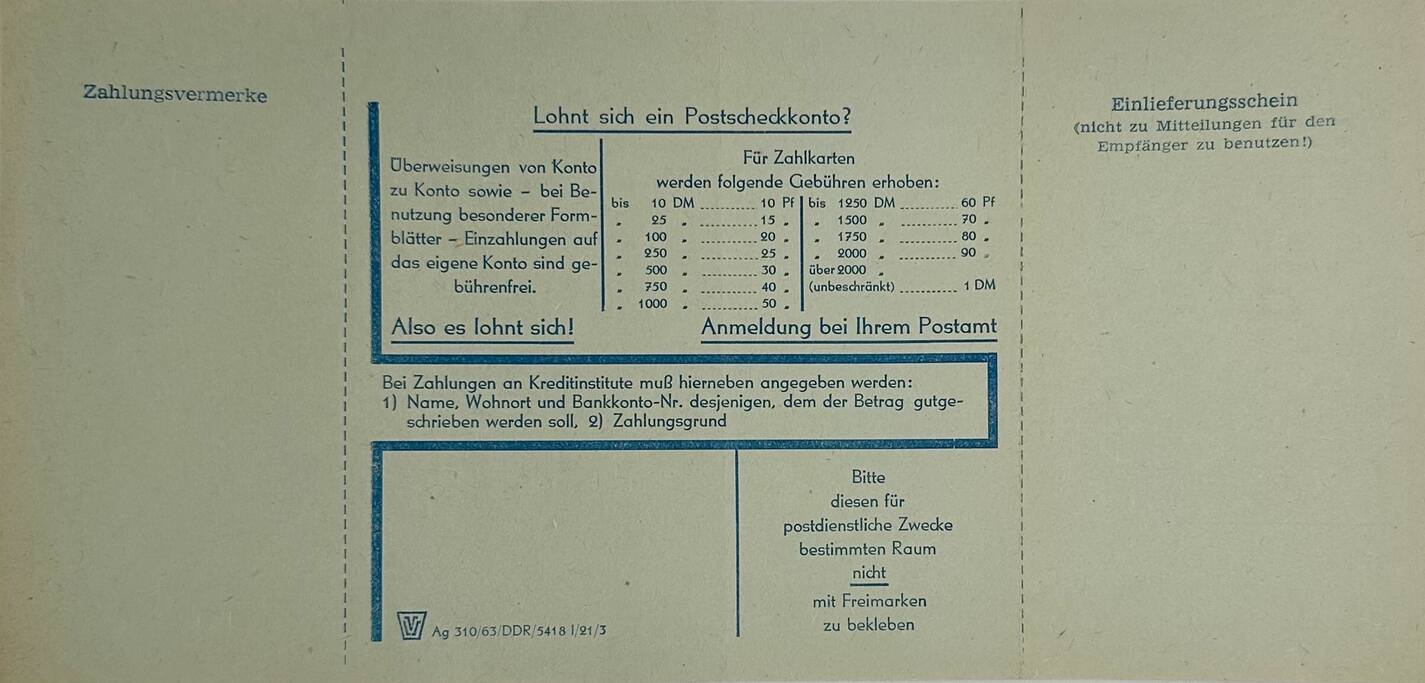 Zahlungsvermerke
Lohnt sich ein Postscheckkonto?
Überweisungen von Konto
zu Konto sowie – bei Be-
nutzung besonderer Form-
blätter – Einzahlungen auf
das eigene Konto sind ge-
bührenfrei.
Für Zahlkarten
werden folgende Gebühren erhoben:
bis 10 DM ........... 10 Pf
„ 25 „ ........... 15 „
„ 100 „ ........... 20 „
„ 250 „ ........... 25 „
„ 500 „ ........... 30 „
„ 750 „ ........... 40 „
„ 1000 „ ........... 50 „
bis 1250 DM ........... 60 Pf
„ 1500 „ ........... 70 „
„ 1750 „ ........... 80 „
„ 2000 „ ........... 90 „
über 2000 „
(unbeschränkt) ........... 1 DM
Also es lohnt sich!
Anmeldung bei Ihrem Postamt
Bei Zahlungen an Kreditinstitute muß hierneben angegeben werden:
1) Name, Wohnort und Bankkonto-Nr. desjenigen, dem der Betrag gutge-
schrieben werden soll, 2) Zahlungsgrund
Ag 310/63/DDR/5418 I/21/3
Bitte
diesen für
postdienstliche Zwecke
bestimmten Raum
nicht
mit Freimarken
zu bekleben
Einlieferungsschein
(nicht zu Mitteilungen für den
Empfänger zu benutzen!)